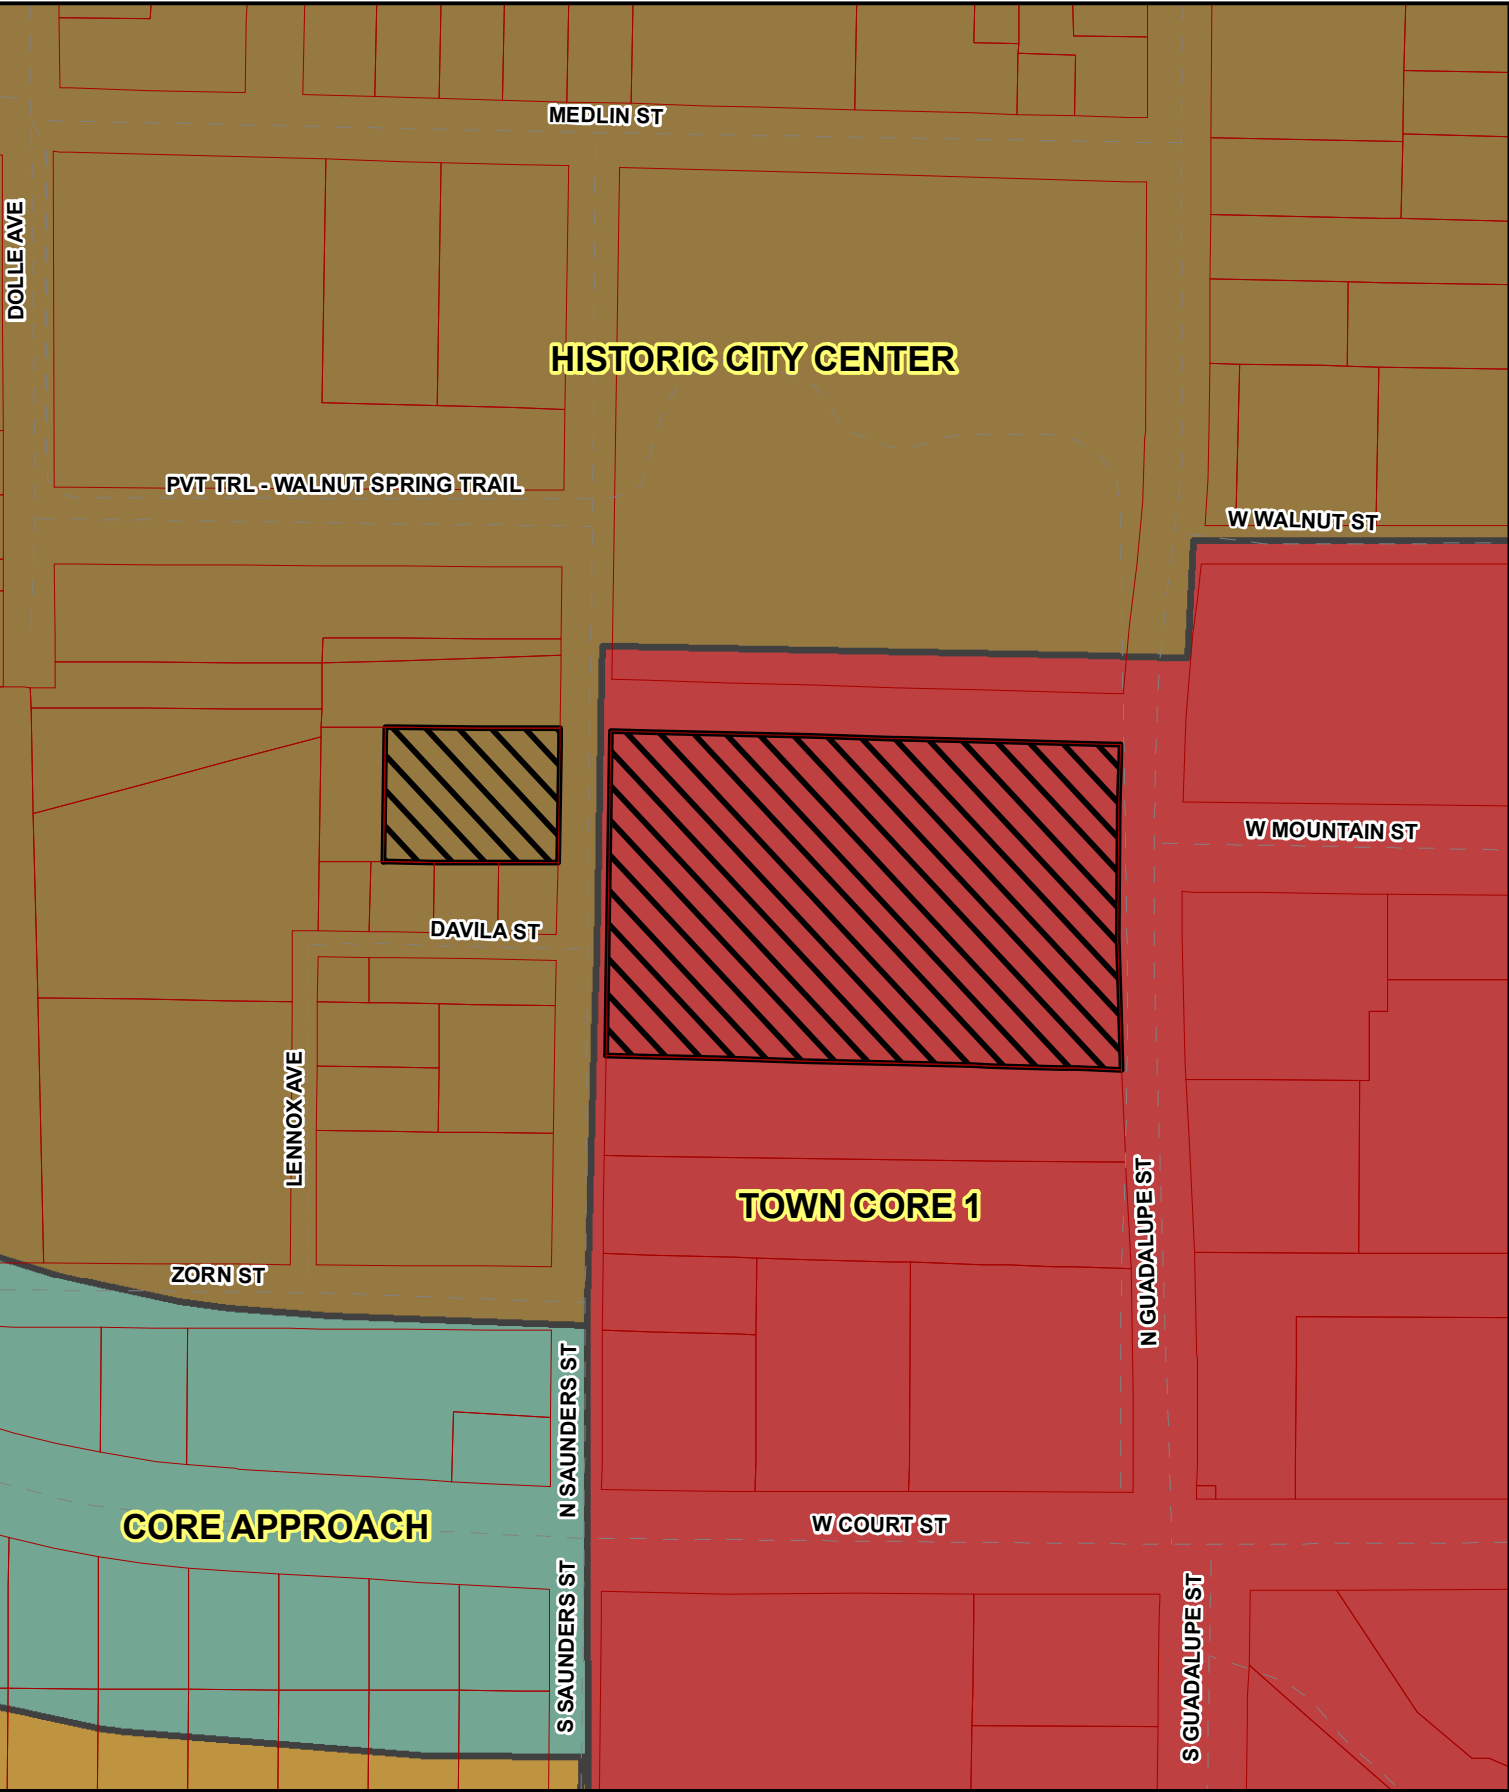 MEDLIN ST
DOLLE AVE
HISTORIC CITY CENTER
PVT TRL - WALNUT SPRING TRAIL
W WALNUT ST
W MOUNTAIN ST
DAVILA ST
LENNOX AVE
TOWN CORE 1
N GUADALUPE ST
ZORN ST
N SAUNDERS ST
CORE APPROACH
W COURT ST
S SAUNDERS ST
S GUADALUPE ST